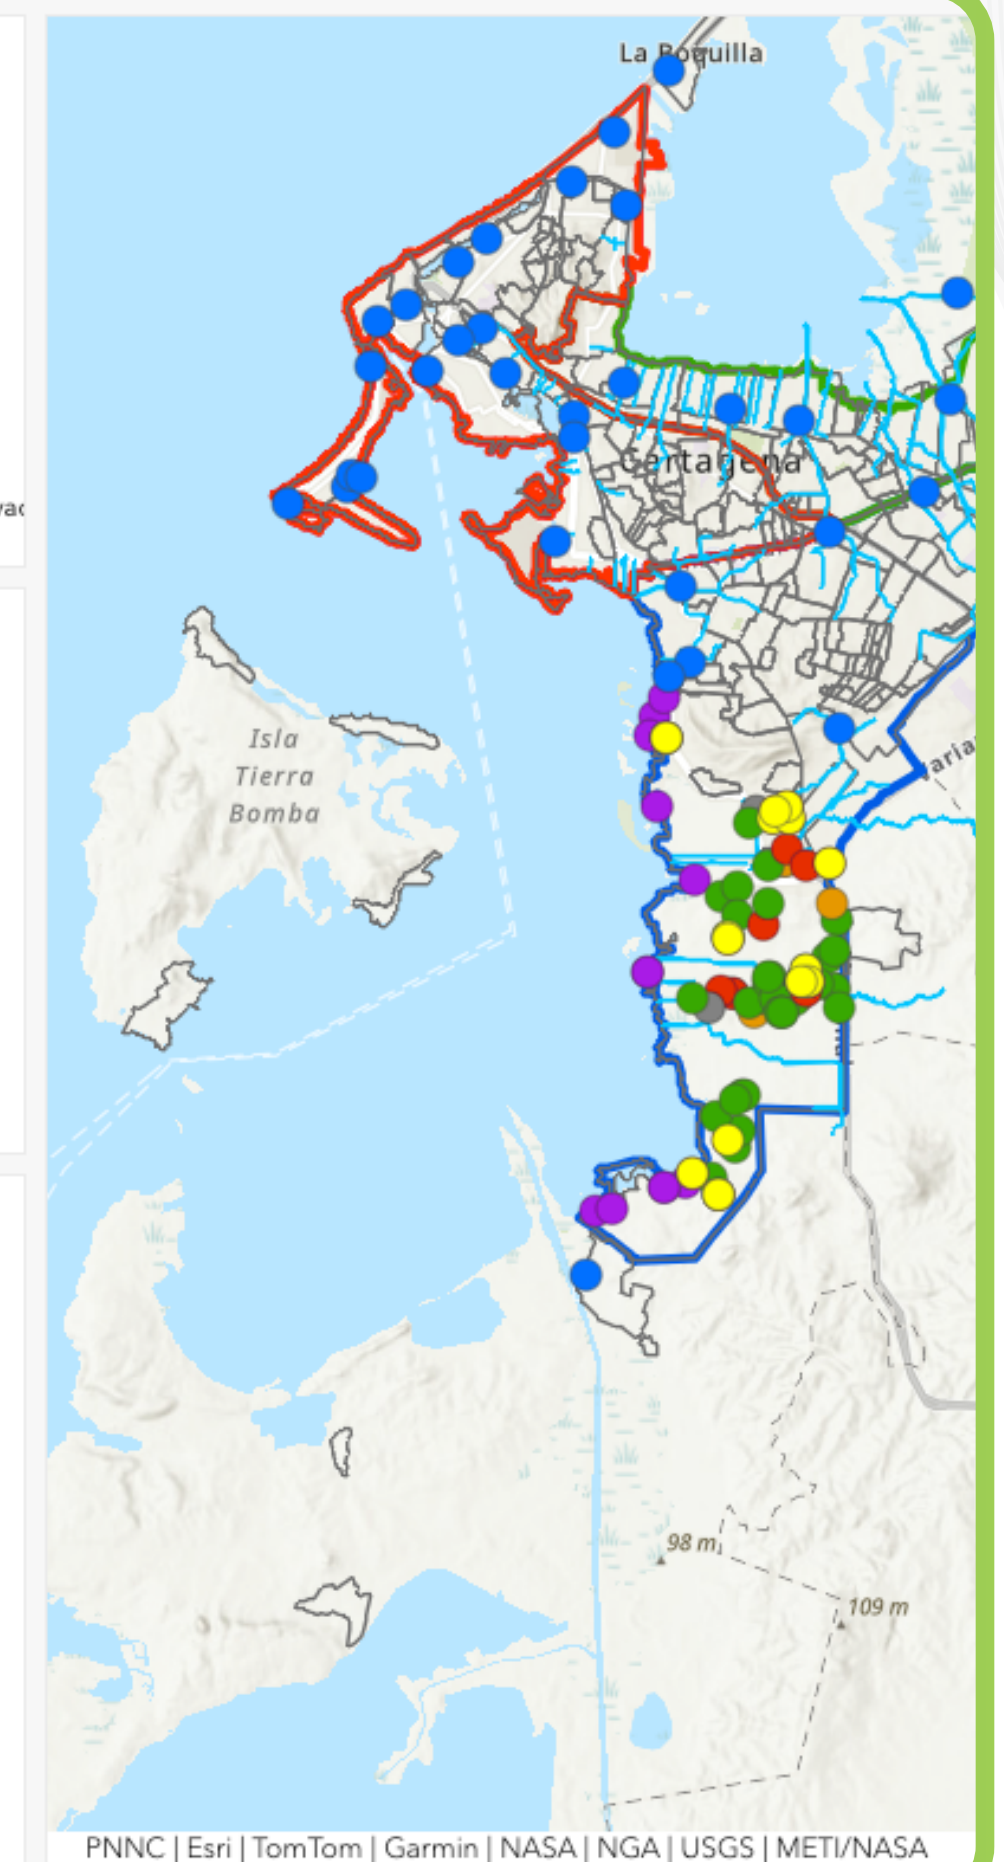 La Boquilla
Cartagena
Isla
Tierra
Bomba
98 m
109 m
PNNC | Esri | TomTom | Garmin | NASA | NGA | USGS | METI/NASA